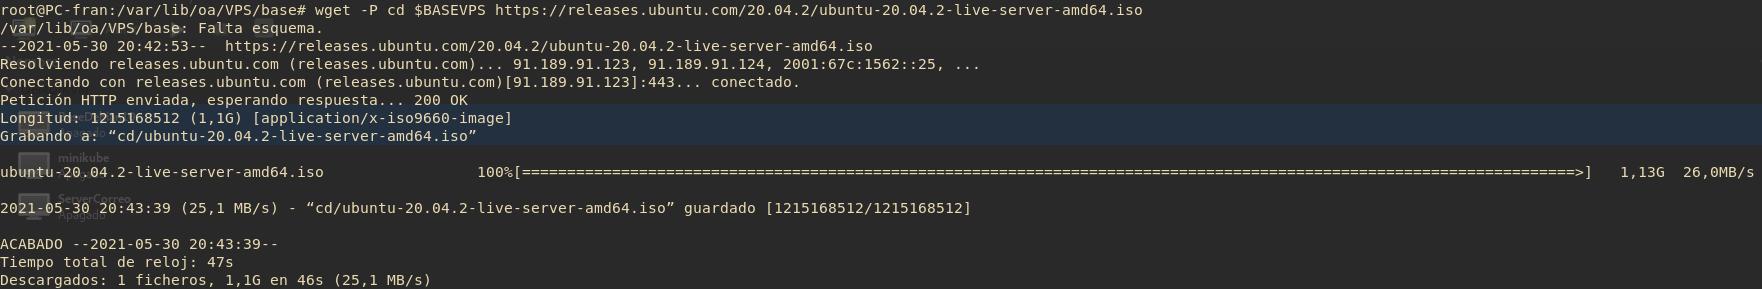 root@PC-fran:/var/lib/oa/VPS/base# wget -P cd $BASEVPS https://releases.ubuntu.com/20.04.2/ubuntu-20.04.2-live-server-amd64.iso
/var/lib/oa/VPS/base: Falta esquema.
--2021-05-30 20:42:53--  https://releases.ubuntu.com/20.04.2/ubuntu-20.04.2-live-server-amd64.iso
Resolviendo releases.ubuntu.com (releases.ubuntu.com)... 91.189.91.123, 91.189.91.124, 2001:67c:1562::25, ...
Conectando con releases.ubuntu.com (releases.ubuntu.com)[91.189.91.123]:443... conectado.
Petición HTTP enviada, esperando respuesta... 200 OK
Longitud: 1215168512 (1,1G) [application/x-iso9660-image]
Grabando a: “cd/ubuntu-20.04.2-live-server-amd64.iso”
minikube
ubuntu-20.04.2-live-server-amd64.iso 100%[=====================================================================================================================>] 1,13G 26,0MB/s
ServerCorreo
2021-05-30 20:43:39 (25,1 MB/s) - “cd/ubuntu-20.04.2-live-server-amd64.iso” guardado [1215168512/1215168512]
Apagado
ACABADO --2021-05-30 20:43:39--
Tiempo total de reloj: 47s
Descargados: 1 ficheros, 1,1G en 46s (25,1 MB/s)